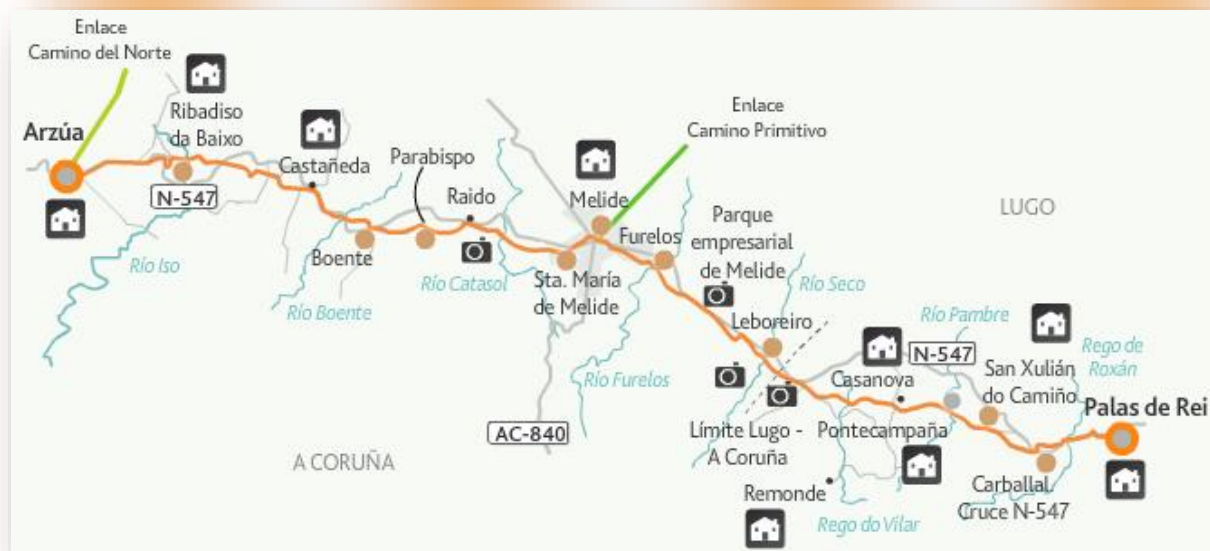 Enlace
Camino del Norte
Arzúa
Ribadiso
da Baixo
N-547
Río Iso
Castañeda
Parabispo
Raido
Boente
Río Boente
Río Catasol
Enlace
Camino Primitivo
Melide
Furelos
Sta. María
de Melide
Parque
empresarial
de Melide
LUGO
Río Seco
Leboreiro
Río Furelos
AC-840
A CORUÑA
Río Pambre
N-547
Casanova
San Xulián
do Camiño
Rego de
Roxán
Palas de Rei
Límite Lugo -
A Coruña
Pontecampaña
Remonde
Rego do Vilar
Carballal.
Cruce N-547